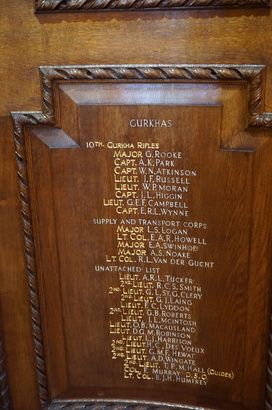 GURKHAS
10TH. GURKHA RIFLES
MAJOR G. ROOKE
CAPT. A.K. PARK
CAPT. W.N. ATKINSON
LIEUT. J.F. RUSSELL
LIEUT. W.P. MORAN
CAPT. J.L. HIGGIN
LIEUT. G.E.F. CAMPBELL
CAPT. E.R.L. WYNNE
SUPPLY AND TRANSPORT CORPS
MAJOR L.S. LOGAN
LT. COL. E.A.R. HOWELL
MAJOR E.A. SWINHOE
MAJOR A.S. NOAKE
LT. COL. R.L. VAN DER GUCHT
UNATTACHED LIST
LIEUT. A.R.L. TUCKER
2ND. LIEUT. R.C.S. SMITH
2ND. LIEUT. G.L. ST.G. CLERY
2ND. LIEUT. G.J. LAING
LIEUT. F.C. LYDDON
2ND. LIEUT. G.B. ROBERTS
LIEUT. I.L. MCINTOSH
LIEUT. O.B. MACAUSLAND
LIEUT. D.G.M. ROBINSON
LIEUT. L.J. HARRISON
2ND. LIEUT. H.C. DES VOEUX
2ND. LIEUT. G.M.F. HEWAT
2ND. LIEUT. A.D. WINGATE
LIEUT. T.P.M. HALL (GUIDES)
COL. F. MURRAY D.S.O.
LT. COL. B.J.H. HUMFREY